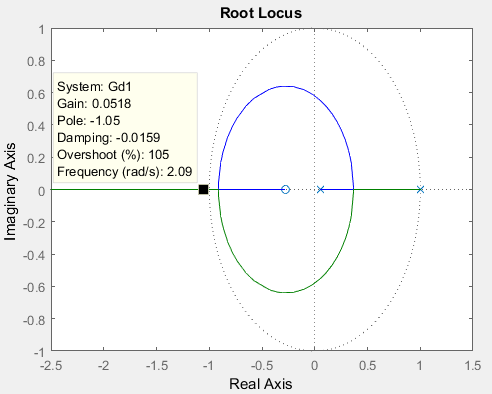 Root Locus
System: Gd1
Gain: 0.0518
Pole: -1.05
Damping: -0.0159
Overshoot (%): 105
Frequency (rad/s): 2.09
Imaginary Axis
1
0.8
0.6
0.4
0.2
0
-0.2
-0.4
-0.6
-0.8
-1
-2.5 -2 -1.5 -1 -0.5 0 0.5 1 1.5
Real Axis